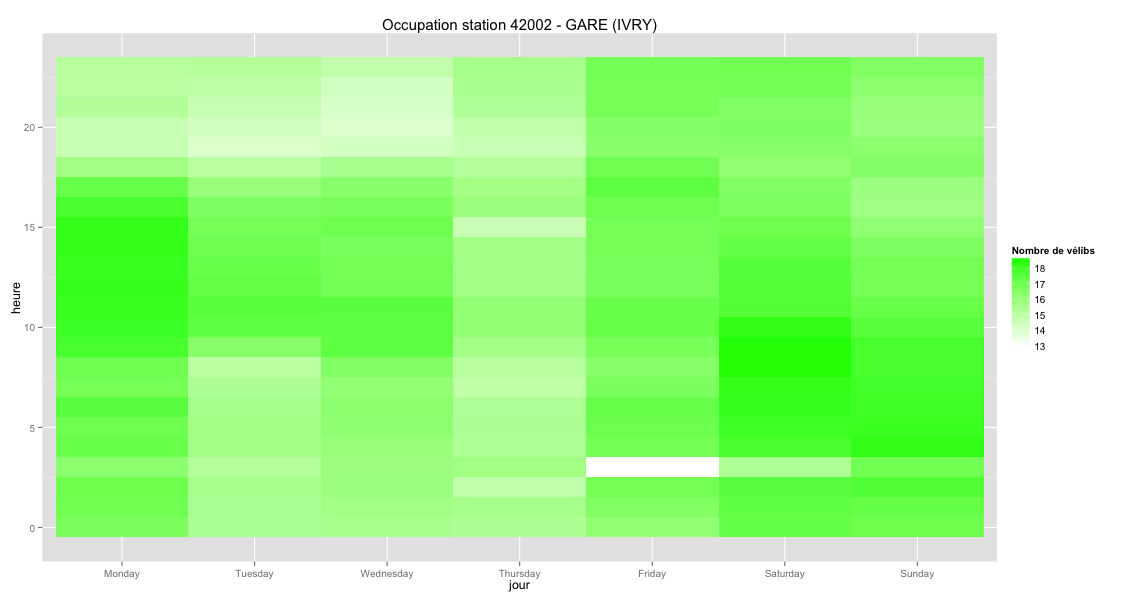 Occupation station 42002 - GARE (IVRY)
heure
20
15
10
5
0
Monday Tuesday Wednesday Thursday Friday Saturday Sunday
jour
Nombre de vélibs
18
17
16
15
14
13